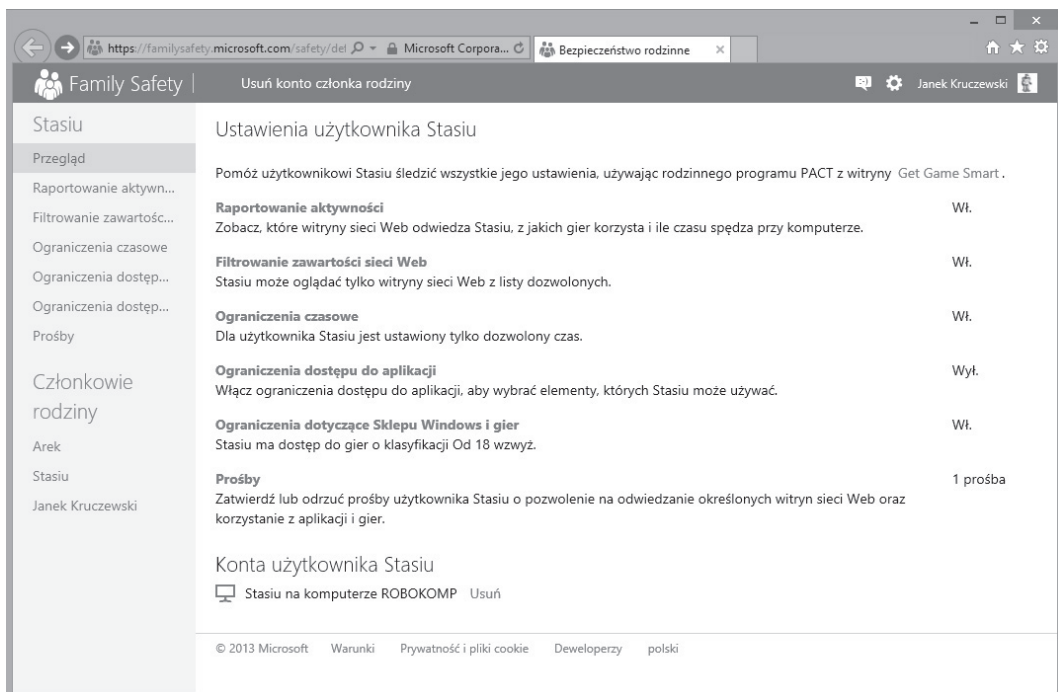 https://familysafety.microsoft.com/safety/del
Microsoft Corpora...
Bezpieczeństwo rodzinne
Family Safety
Usuń konto członka rodziny
Janek Kruczewski
Stasiu
Przegląd
Raportowanie aktywn...
Filtrowanie zawartośc...
Ograniczenia czasowe
Ograniczenia dostęp...
Ograniczenia dostęp...
Prośby
Członkowie
rodziny
Arek
Stasiu
Janek Kruczewski
Ustawienia użytkownika Stasiu
Pomóż użytkownikowi Stasiu śledzić wszystkie jego ustawienia, używając rodzinnego programu PACT z witryny Get Game Smart.
Raportowanie aktywności Wł.
Zobacz, które witryny sieci Web odwiedza Stasiu, z jakich gier korzysta i ile czasu spędza przy komputerze.
Filtrowanie zawartości sieci Web Wł.
Stasiu może oglądać tylko witryny sieci Web z listy dozwolonych.
Ograniczenia czasowe Wł.
Dla użytkownika Stasiu jest ustawiony tylko dozwolony czas.
Ograniczenia dostępu do aplikacji Wył.
Włącz ograniczenia dostępu do aplikacji, aby wybrać elementy, których Stasiu może używać.
Ograniczenia dotyczące Sklepu Windows i gier Wł.
Stasiu ma dostęp do gier o klasyfikacji Od 18 wzwyż.
Prośby 1 prośba
Zatwierdź lub odrzuć prośby użytkownika Stasiu o pozwolenie na odwiedzanie określonych witryn sieci Web oraz
korzystanie z aplikacji i gier.
Konta użytkownika Stasiu
Stasiu na komputerze ROBOKOMP Usuń
© 2013 Microsoft Warunki Prywatność i pliki cookie Deweloperzy polski